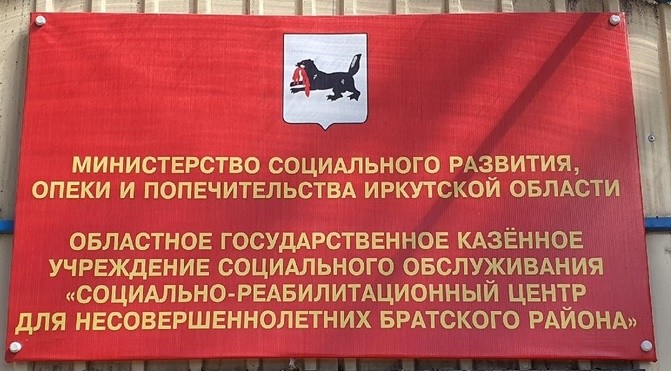 МИНИСТЕРСТВО СОЦИАЛЬНОГО РАЗВИТИЯ,
ОПЕКИ И ПОПЕЧИТЕЛЬСТВА ИРКУТСКОЙ ОБЛАСТИ
ОБЛАСТНОЕ ГОСУДАРСТВЕННОЕ КАЗЁННОЕ
УЧРЕЖДЕНИЕ СОЦИАЛЬНОГО ОБСЛУЖИВАНИЯ
«СОЦИАЛЬНО-РЕАБИЛИТАЦИОННЫЙ ЦЕНТР
ДЛЯ НЕСОВЕРШЕННОЛЕТНИХ БРАТСКОГО РАЙОНА»